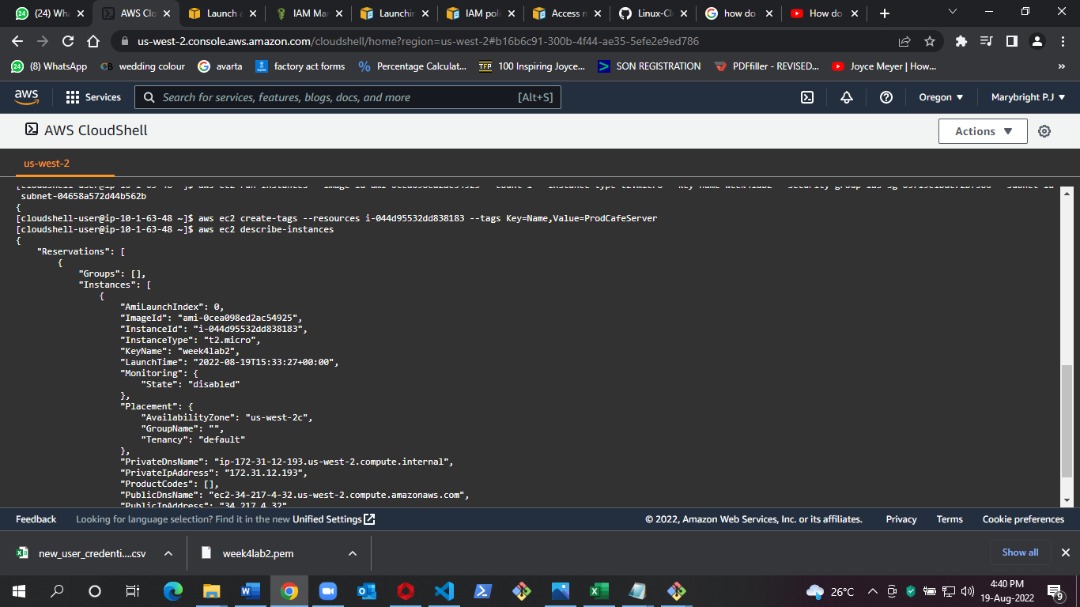 (24) Wha
AWS Clo
Launch
IAM Ma
Launchin
IAM poli
Access
Linux-Cl
how do
How do
us-west-2.console.aws.amazon.com/cloudshell/home?region=us-west-2#b16b6c91-300b-4f44-ae35-5efe2e9ed786
(8) WhatsApp
wedding colour
avarta
factory act forms
Percentage Calculat...
100 Inspiring Joyce...
SON REGISTRATION
PDFfiller - REVISED...
Joyce Meyer | How...
»
aws
Services
Search for services, features, blogs, docs, and more
[Alt+S]
Oregon ▼
Marybright P.J ▼
AWS CloudShell
Actions ▼
us-west-2
subnet-04658a572d44b562b
{
[cloudshell-user@ip-10-1-63-48 ~]$ aws ec2 create-tags --resources i-044d95532dd838183 --tags Key=Name,Value=ProdCafeServer
[cloudshell-user@ip-10-1-63-48 ~]$ aws ec2 describe-instances
{
"Reservations": [
{
"Groups": [],
"Instances": [
{
"AmiLaunchIndex": 0,
"ImageId": "ami-0cea098ed2ac54925",
"InstanceId": "i-044d95532dd838183",
"InstanceType": "t2.micro",
"KeyName": "week4lab2",
"LaunchTime": "2022-08-19T15:33:27+00:00",
"Monitoring": {
"State": "disabled"
},
"Placement": {
"AvailabilityZone": "us-west-2c",
"GroupName": "",
"Tenancy": "default"
},
"PrivateDnsName": "ip-172-31-12-193.us-west-2.compute.internal",
"PrivateIpAddress": "172.31.12.193",
"ProductCodes": [],
"PublicDnsName": "ec2-34-217-4-32.us-west-2.compute.amazonaws.com",
"PublicIpAddress": "34.217.4.32"
Feedback
Looking for language selection? Find it in the new Unified Settings
© 2022, Amazon Web Services, Inc. or its affiliates.
Privacy
Terms
Cookie preferences
new_user_credenti....csv
week4lab2.pem
Show all
26°C
4:40 PM
19-Aug-2022
9